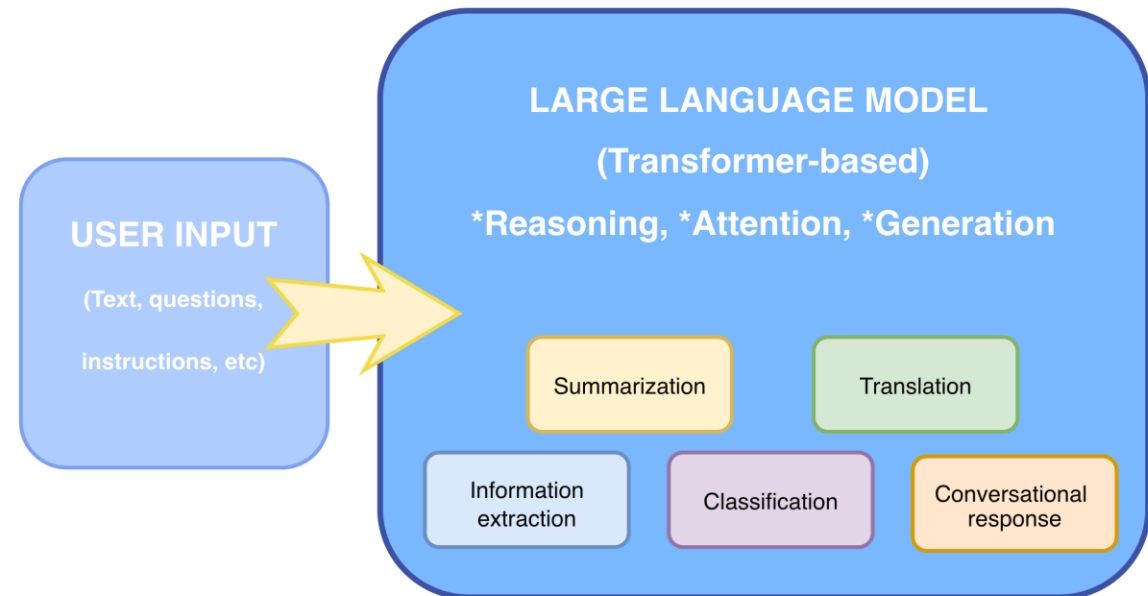 USER INPUT
(Text, questions,
instructions, etc)
LARGE LANGUAGE MODEL
(Transformer-based)
*Reasoning, *Attention, *Generation
Summarization
Translation
Information
extraction
Classification
Conversational
response